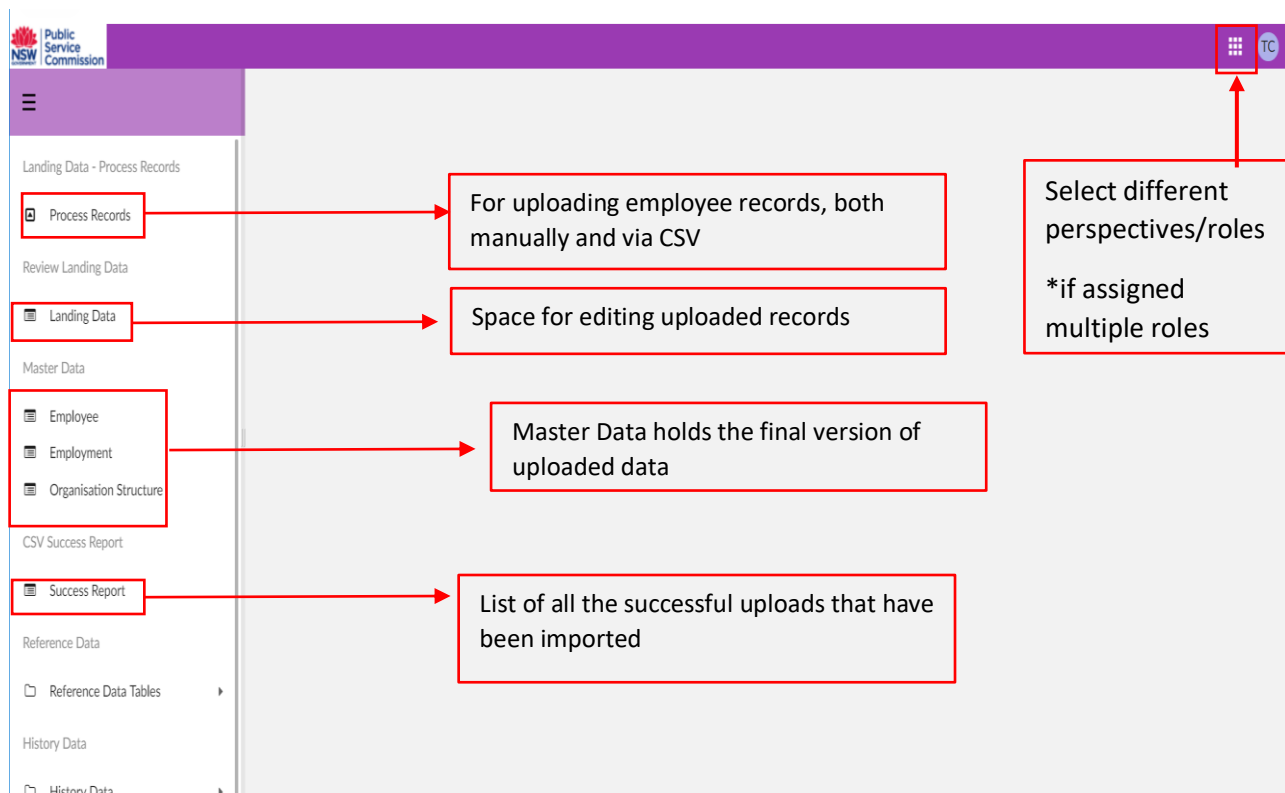 Public
Service
Commission
NSW
GOVERNMENT
TC
Landing Data - Process Records
Process Records
Review Landing Data
Landing Data
Master Data
Employee
Employment
Organisation Structure
CSV Success Report
Success Report
Reference Data
Reference Data Tables
History Data
History Data
For uploading employee records, both
manually and via CSV
Space for editing uploaded records
Master Data holds the final version of
uploaded data
List of all the successful uploads that have
been imported
Select different
perspectives/roles
*if assigned
multiple roles